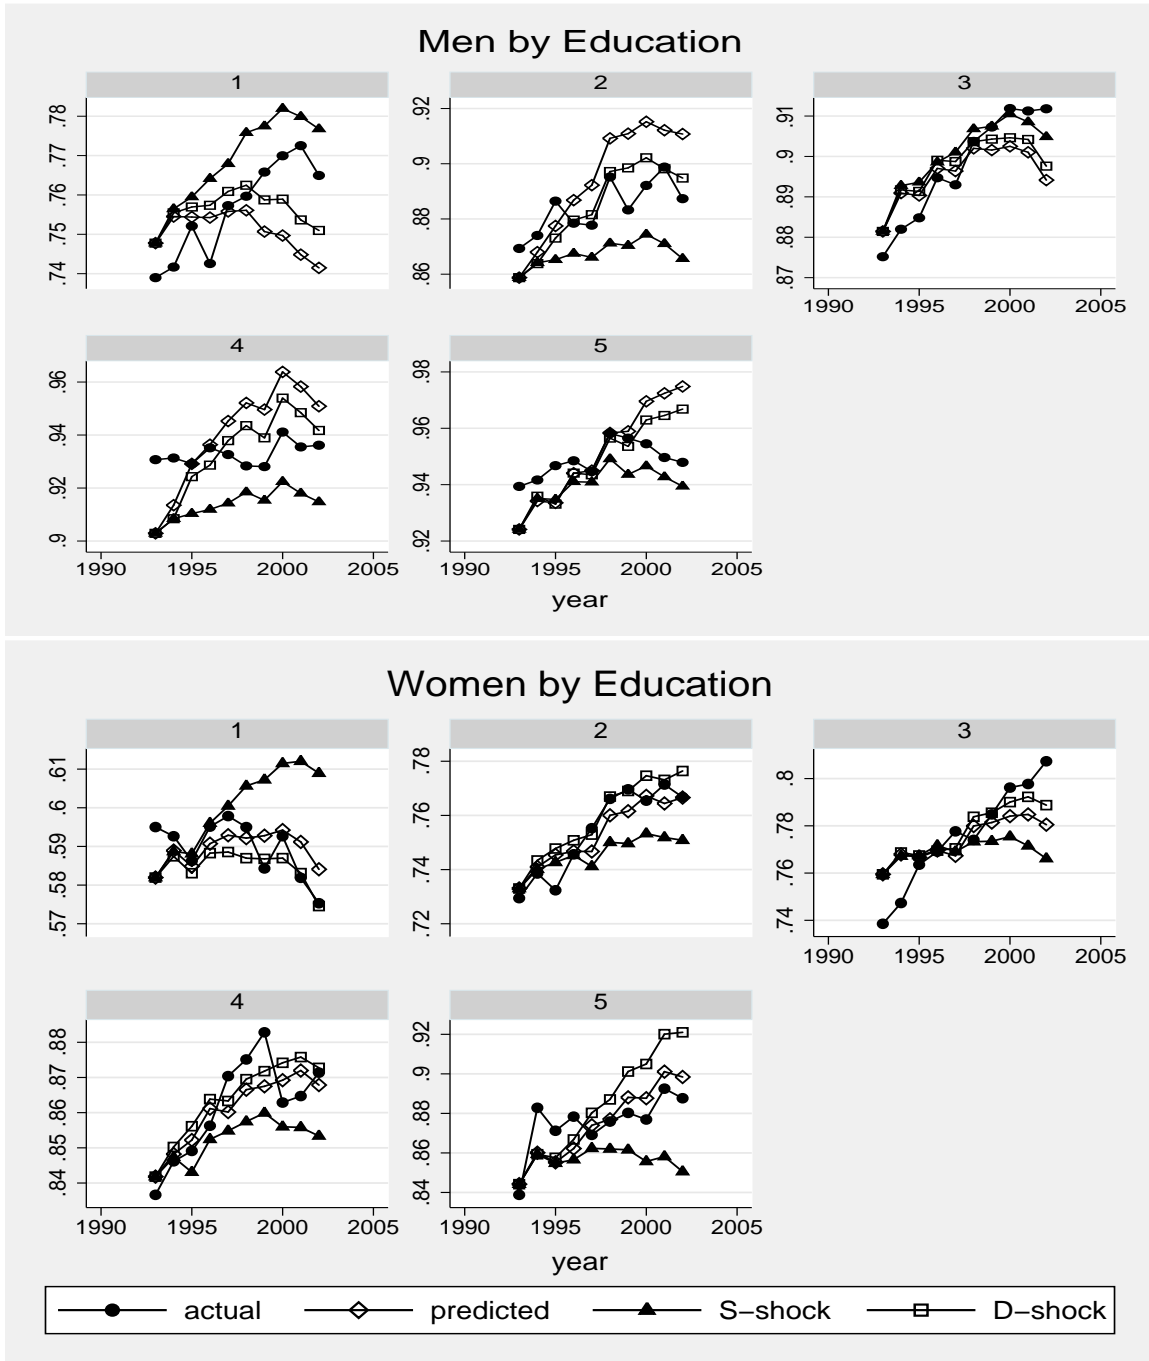 Men by Education
1 2 3
.78 .92 .91
.77 .9 .9
.76 .88 .89
.75 .86 .88
.74 .87
1990 1995 2000 2005
4 5
.96 .98
.94 .96
.92 .94
.9 .92
1990 1995 2000 2005 1990 1995 2000 2005
year
Women by Education
1 2 3
.61 .78 .8
.6 .76 .78
.59 .74 .76
.58 .72 .74
.57
1990 1995 2000 2005
4 5
.88 .92
.87 .9
.86 .88
.85 .86
.84 .84
1990 1995 2000 2005 1990 1995 2000 2005
year
actual predicted S−shock D−shock